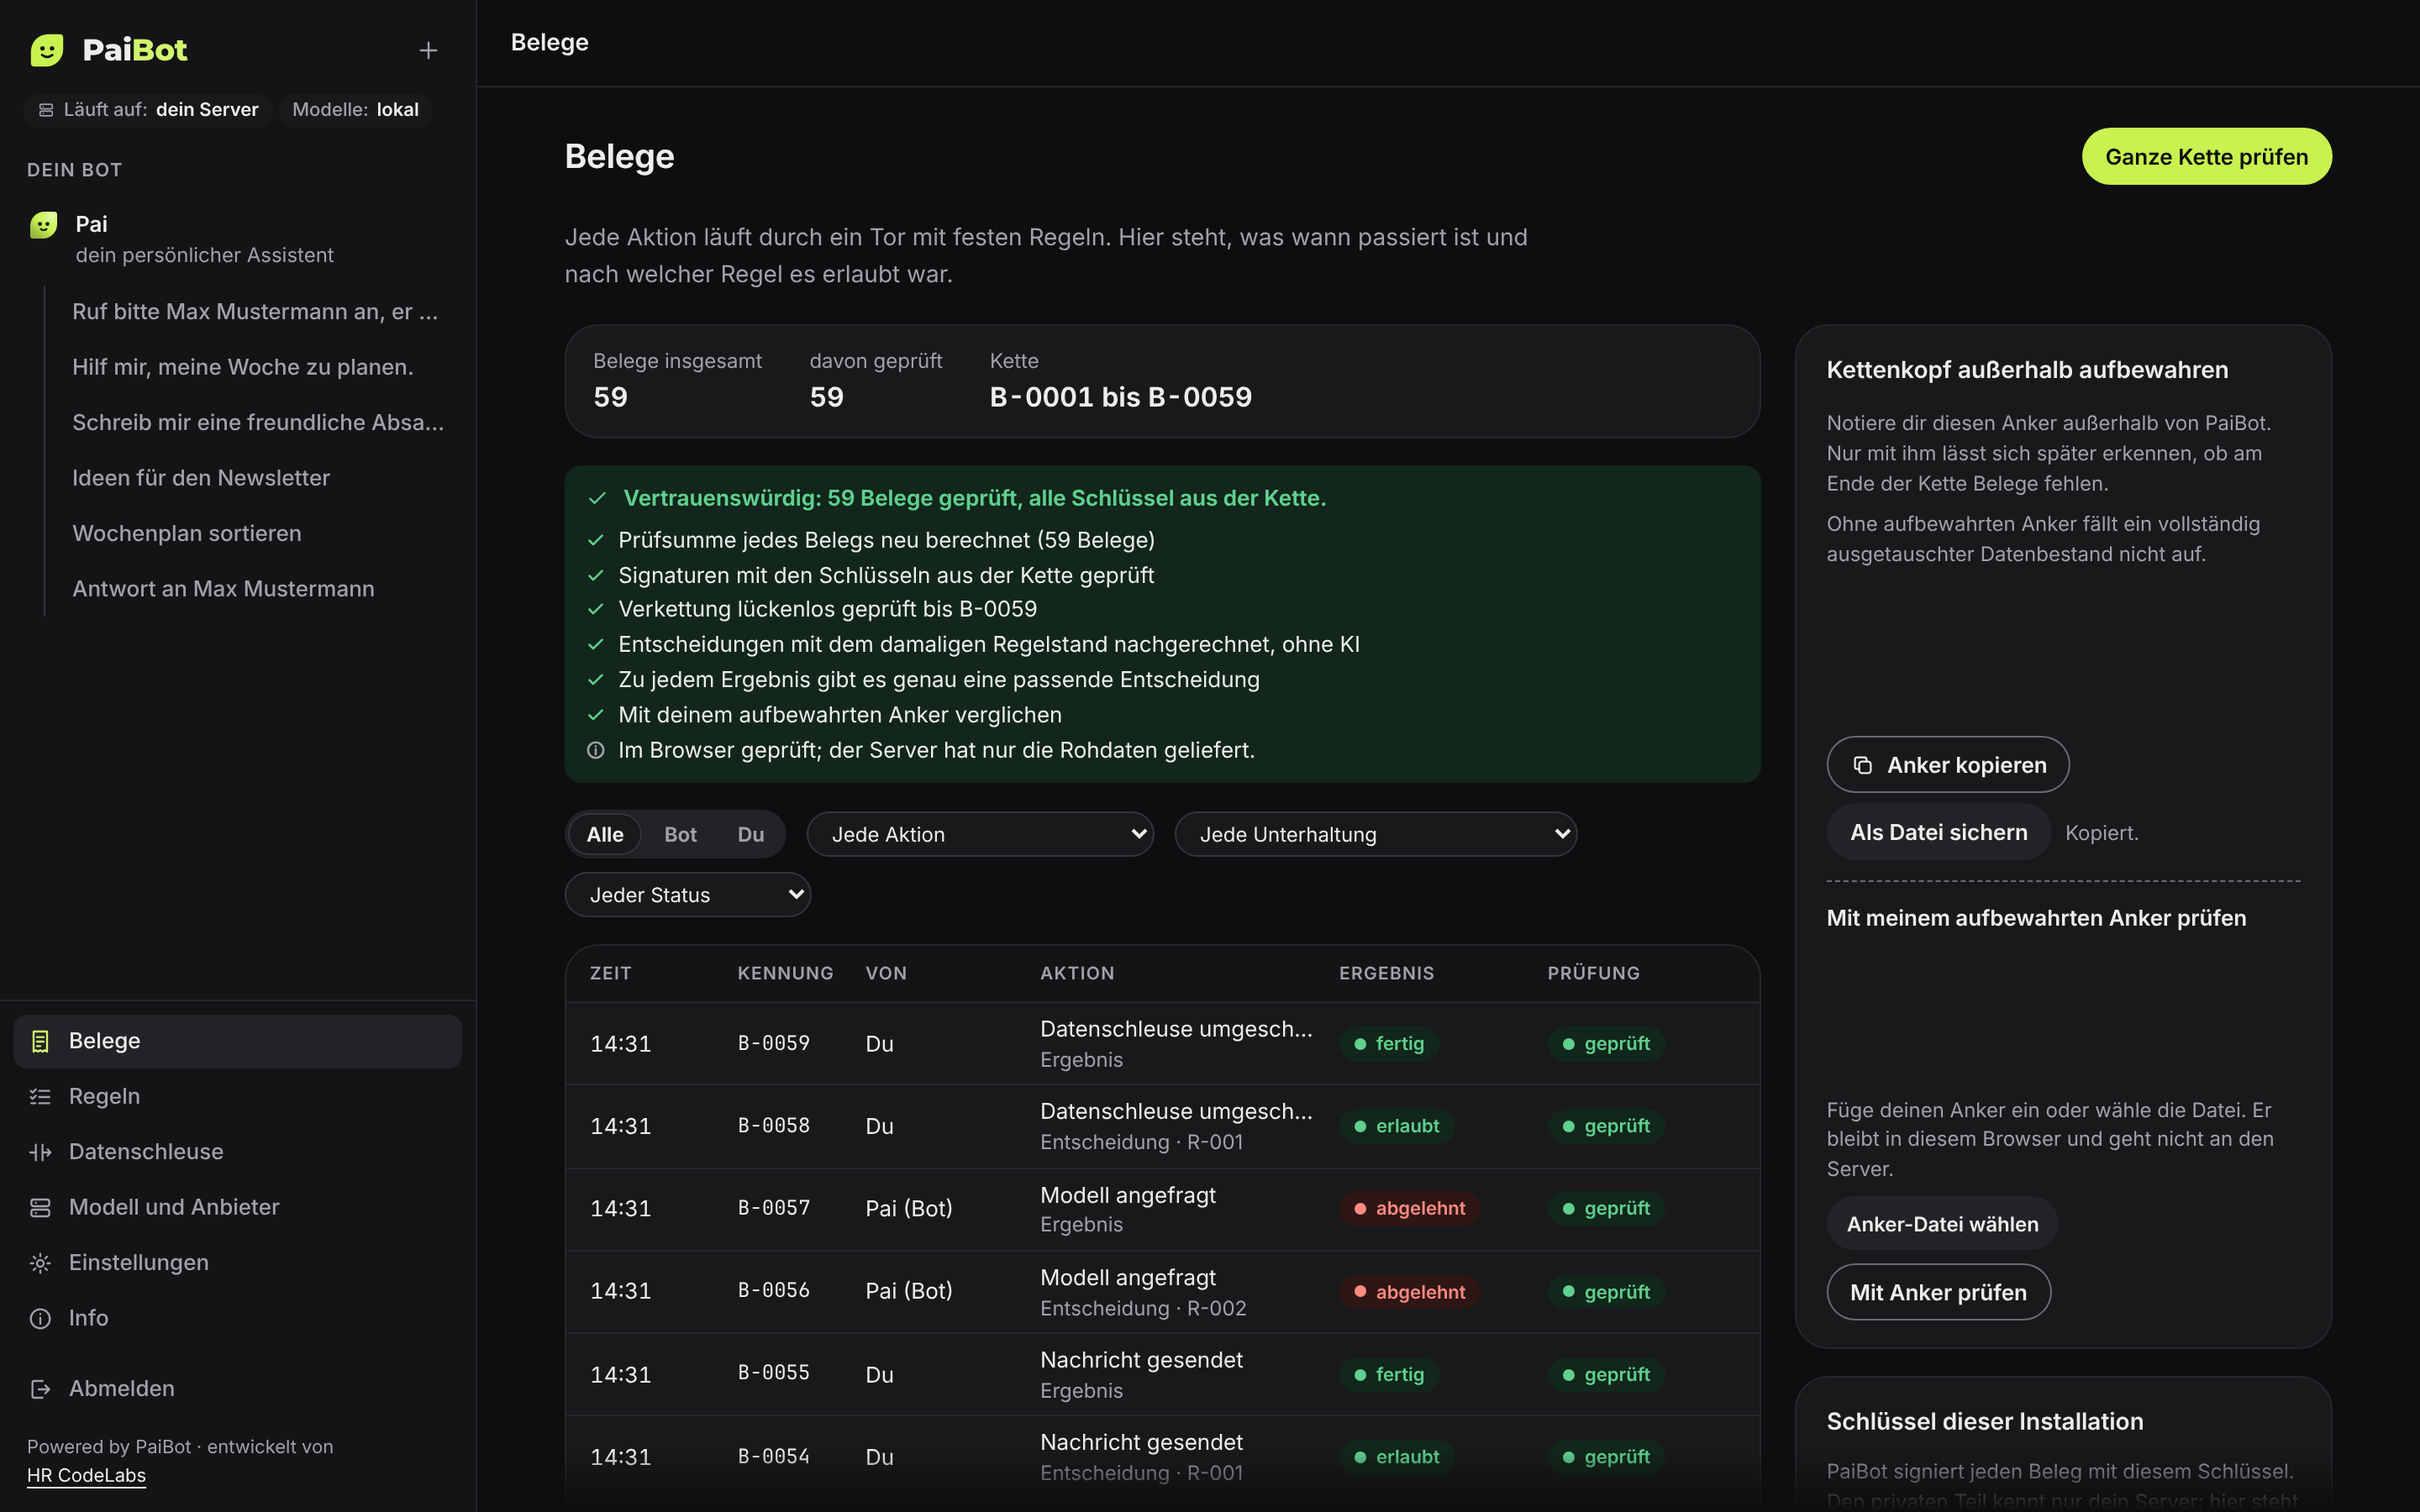 PaiBot
Läuft auf: dein Server
Modelle: lokal
DEIN BOT
Pai
dein persönlicher Assistent
Ruf bitte Max Mustermann an, er ...
Hilf mir, meine Woche zu planen.
Schreib mir eine freundliche Absa...
Ideen für den Newsletter
Wochenplan sortieren
Antwort an Max Mustermann
Belege
Regeln
Datenschleuse
Modell und Anbieter
Einstellungen
Info
Abmelden
Powered by PaiBot · entwickelt von
HR CodeLabs
Belege
Belege
Ganze Kette prüfen
Jede Aktion läuft durch ein Tor mit festen Regeln. Hier steht, was wann passiert ist und
nach welcher Regel es erlaubt war.
Belege insgesamt
59
davon geprüft
59
Kette
B-0001 bis B-0059
Vertrauenswürdig: 59 Belege geprüft, alle Schlüssel aus der Kette.
Prüfsumme jedes Belegs neu berechnet (59 Belege)
Signaturen mit den Schlüsseln aus der Kette geprüft
Verkettung lückenlos geprüft bis B-0059
Entscheidungen mit dem damaligen Regelstand nachgerechnet, ohne KI
Zu jedem Ergebnis gibt es genau eine passende Entscheidung
Mit deinem aufbewahrten Anker verglichen
Im Browser geprüft; der Server hat nur die Rohdaten geliefert.
Alle Bot Du
Jede Aktion
Jede Unterhaltung
Jeder Status
ZEIT KENNUNG VON AKTION ERGEBNIS PRÜFUNG
14:31 B-0059 Du Datenschleuse umgesch... fertig geprüft
Ergebnis
14:31 B-0058 Du Datenschleuse umgesch... erlaubt geprüft
Entscheidung · R-001
14:31 B-0057 Pai (Bot) Modell angefragt abgelehnt geprüft
Ergebnis
14:31 B-0056 Pai (Bot) Modell angefragt abgelehnt geprüft
Entscheidung · R-002
14:31 B-0055 Du Nachricht gesendet fertig geprüft
Ergebnis
14:31 B-0054 Du Nachricht gesendet erlaubt geprüft
Entscheidung · R-001
Kettenkopf außerhalb aufbewahren
Notiere dir diesen Anker außerhalb von PaiBot.
Nur mit ihm lässt sich später erkennen, ob am
Ende der Kette Belege fehlen.
Ohne aufbewahrten Anker fällt ein vollständig
ausgetauschter Datenbestand nicht auf.
Anker kopieren
Als Datei sichern
Kopiert.
Mit meinem aufbewahrten Anker prüfen
Füge deinen Anker ein oder wähle die Datei. Er
bleibt in diesem Browser und geht nicht an den
Server.
Anker-Datei wählen
Mit Anker prüfen
Schlüssel dieser Installation
PaiBot signiert jeden Beleg mit diesem Schlüssel.
Den privaten Teil kennt nur dein Server; hier steht